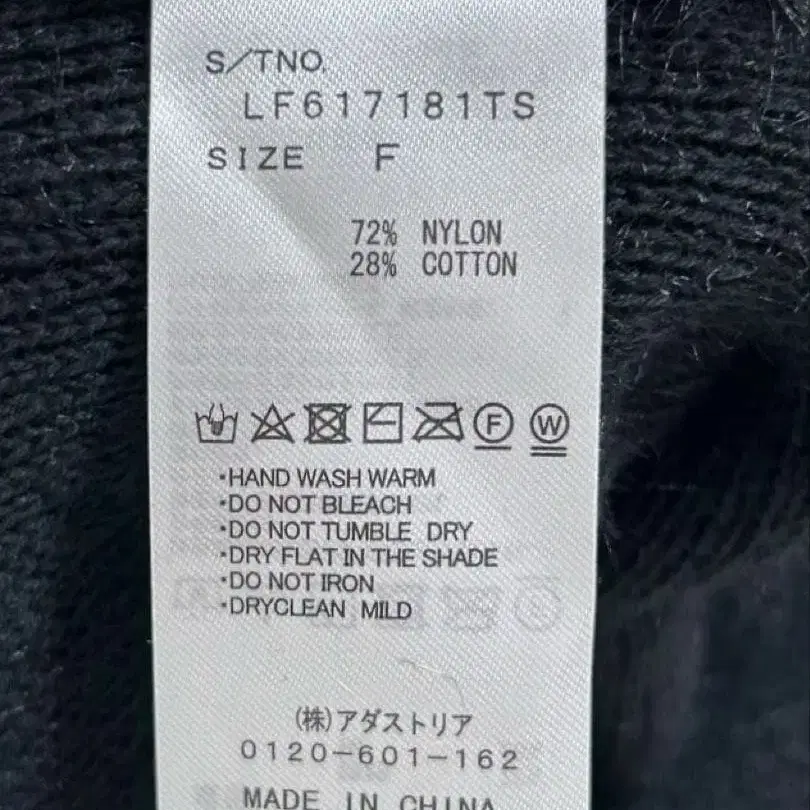 S/TNO.
LF617181TS
SIZE F
72% NYLON
28% COTTON
F W
・HAND WASH WARM
・DO NOT BLEACH
・DO NOT TUMBLE DRY
・DRY FLAT IN THE SHADE
・DO NOT IRON
・DRYCLEAN MILD
(株)アダストリア
0120-601-162
MADE IN CHINA